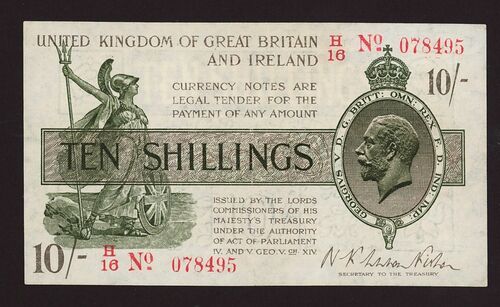 UNITED KINGDOM OF GREAT BRITAIN
AND IRELAND
H/16 No 078495
10/-
CURRENCY NOTES ARE
LEGAL TENDER FOR THE
PAYMENT OF ANY AMOUNT
GEORGIVS V D. G. BRITT: OMN: REX F. D. IND: IMP:
TEN SHILLINGS
ISSUED BY THE LORDS
COMMISSIONERS OF HIS
MAJESTY'S TREASURY
UNDER THE AUTHORITY
OF ACT OF PARLIAMENT
IV. AND V. GEO. V. CH. XIV
10/-
H/16 No 078495
SECRETARY TO THE TREASURY